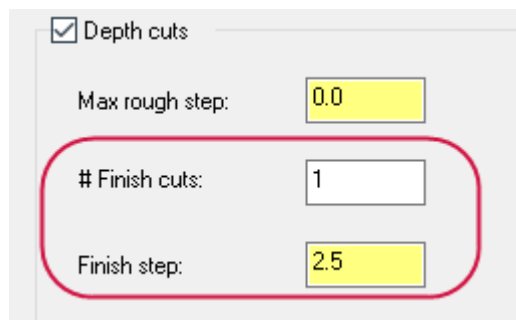 Depth cuts
Max rough step: 0.0
# Finish cuts: 1
Finish step: 2.5